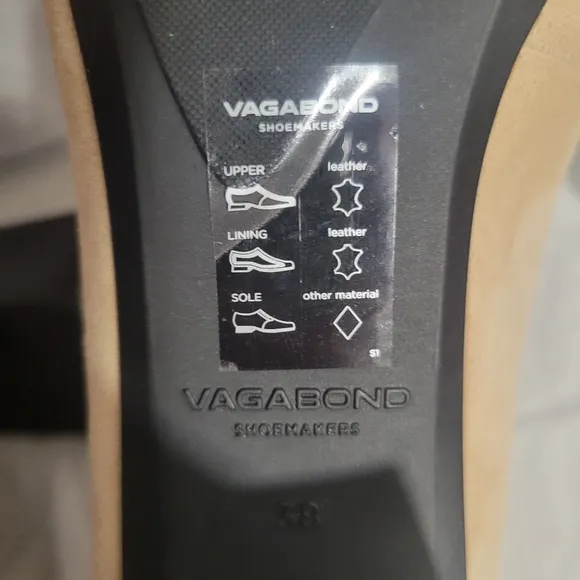 VAGABOND
SHOEMAKERS
UPPER leather
LINING leather
SOLE other material
S1
VAGABOND
SHOEMAKERS
38